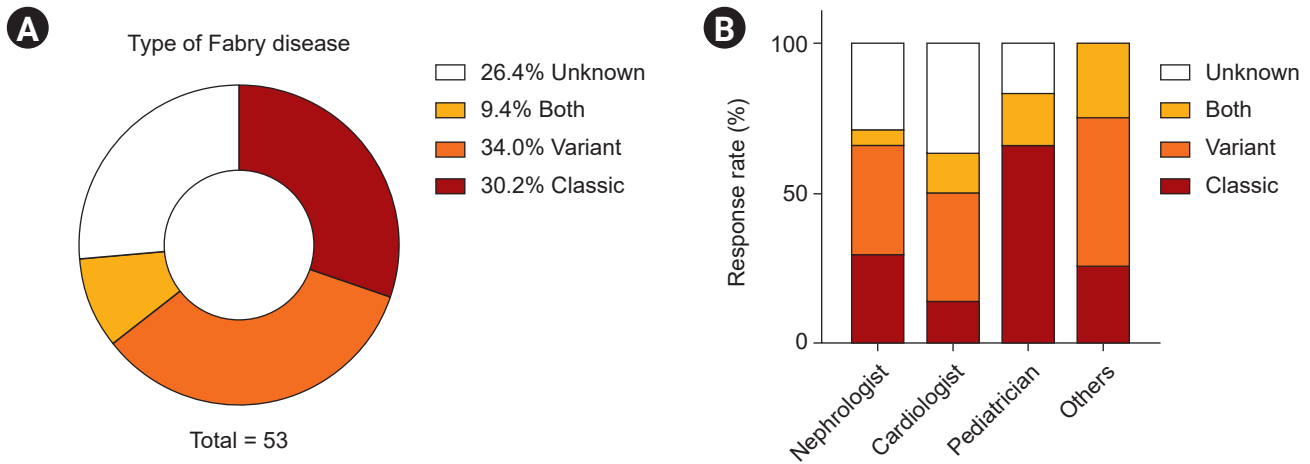 A
Type of Fabry disease
26.4% Unknown
9.4% Both
34.0% Variant
30.2% Classic
Total = 53
B
Response rate (%)
100
50
0
Nephrologist
Cardiologist
Pediatrician
Others
Unknown
Both
Variant
Classic